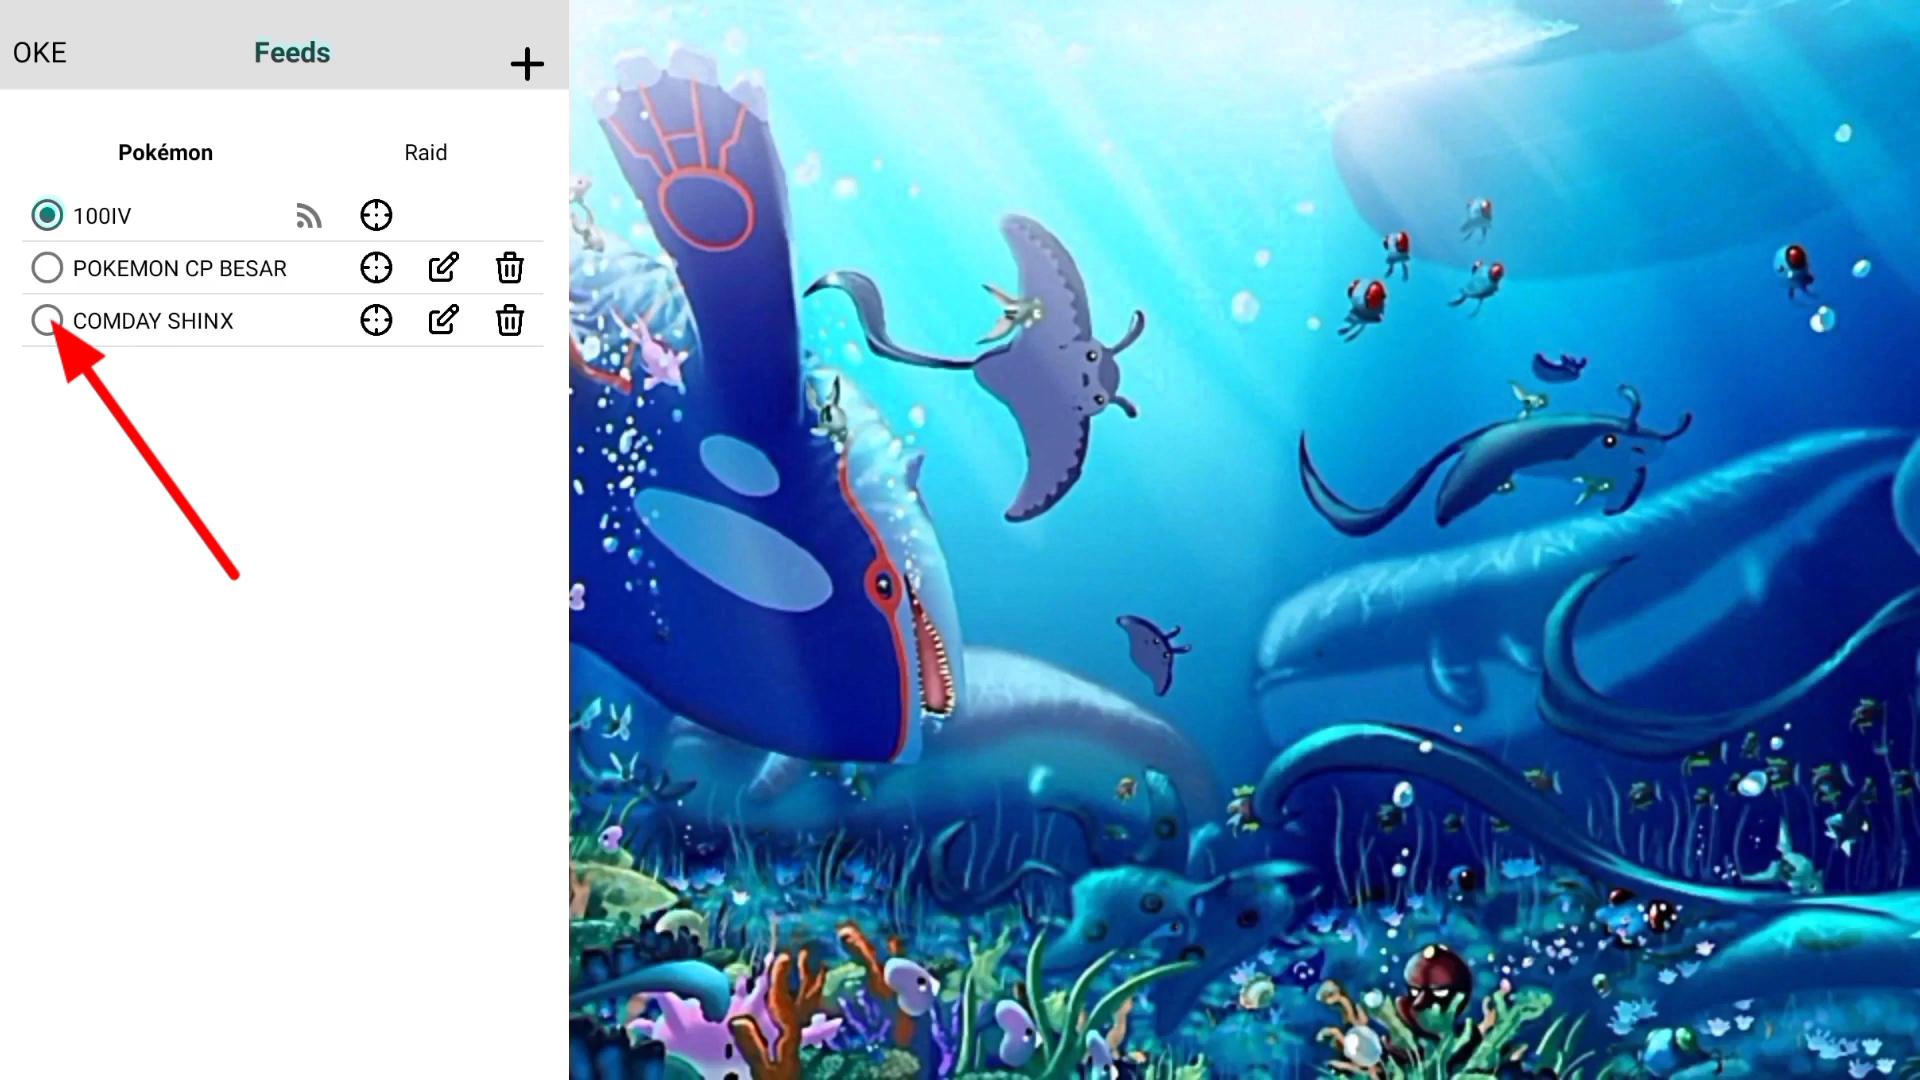 OKE Feeds +
Pokémon Raid
100IV
POKEMON CP BESAR
COMDAY SHINX